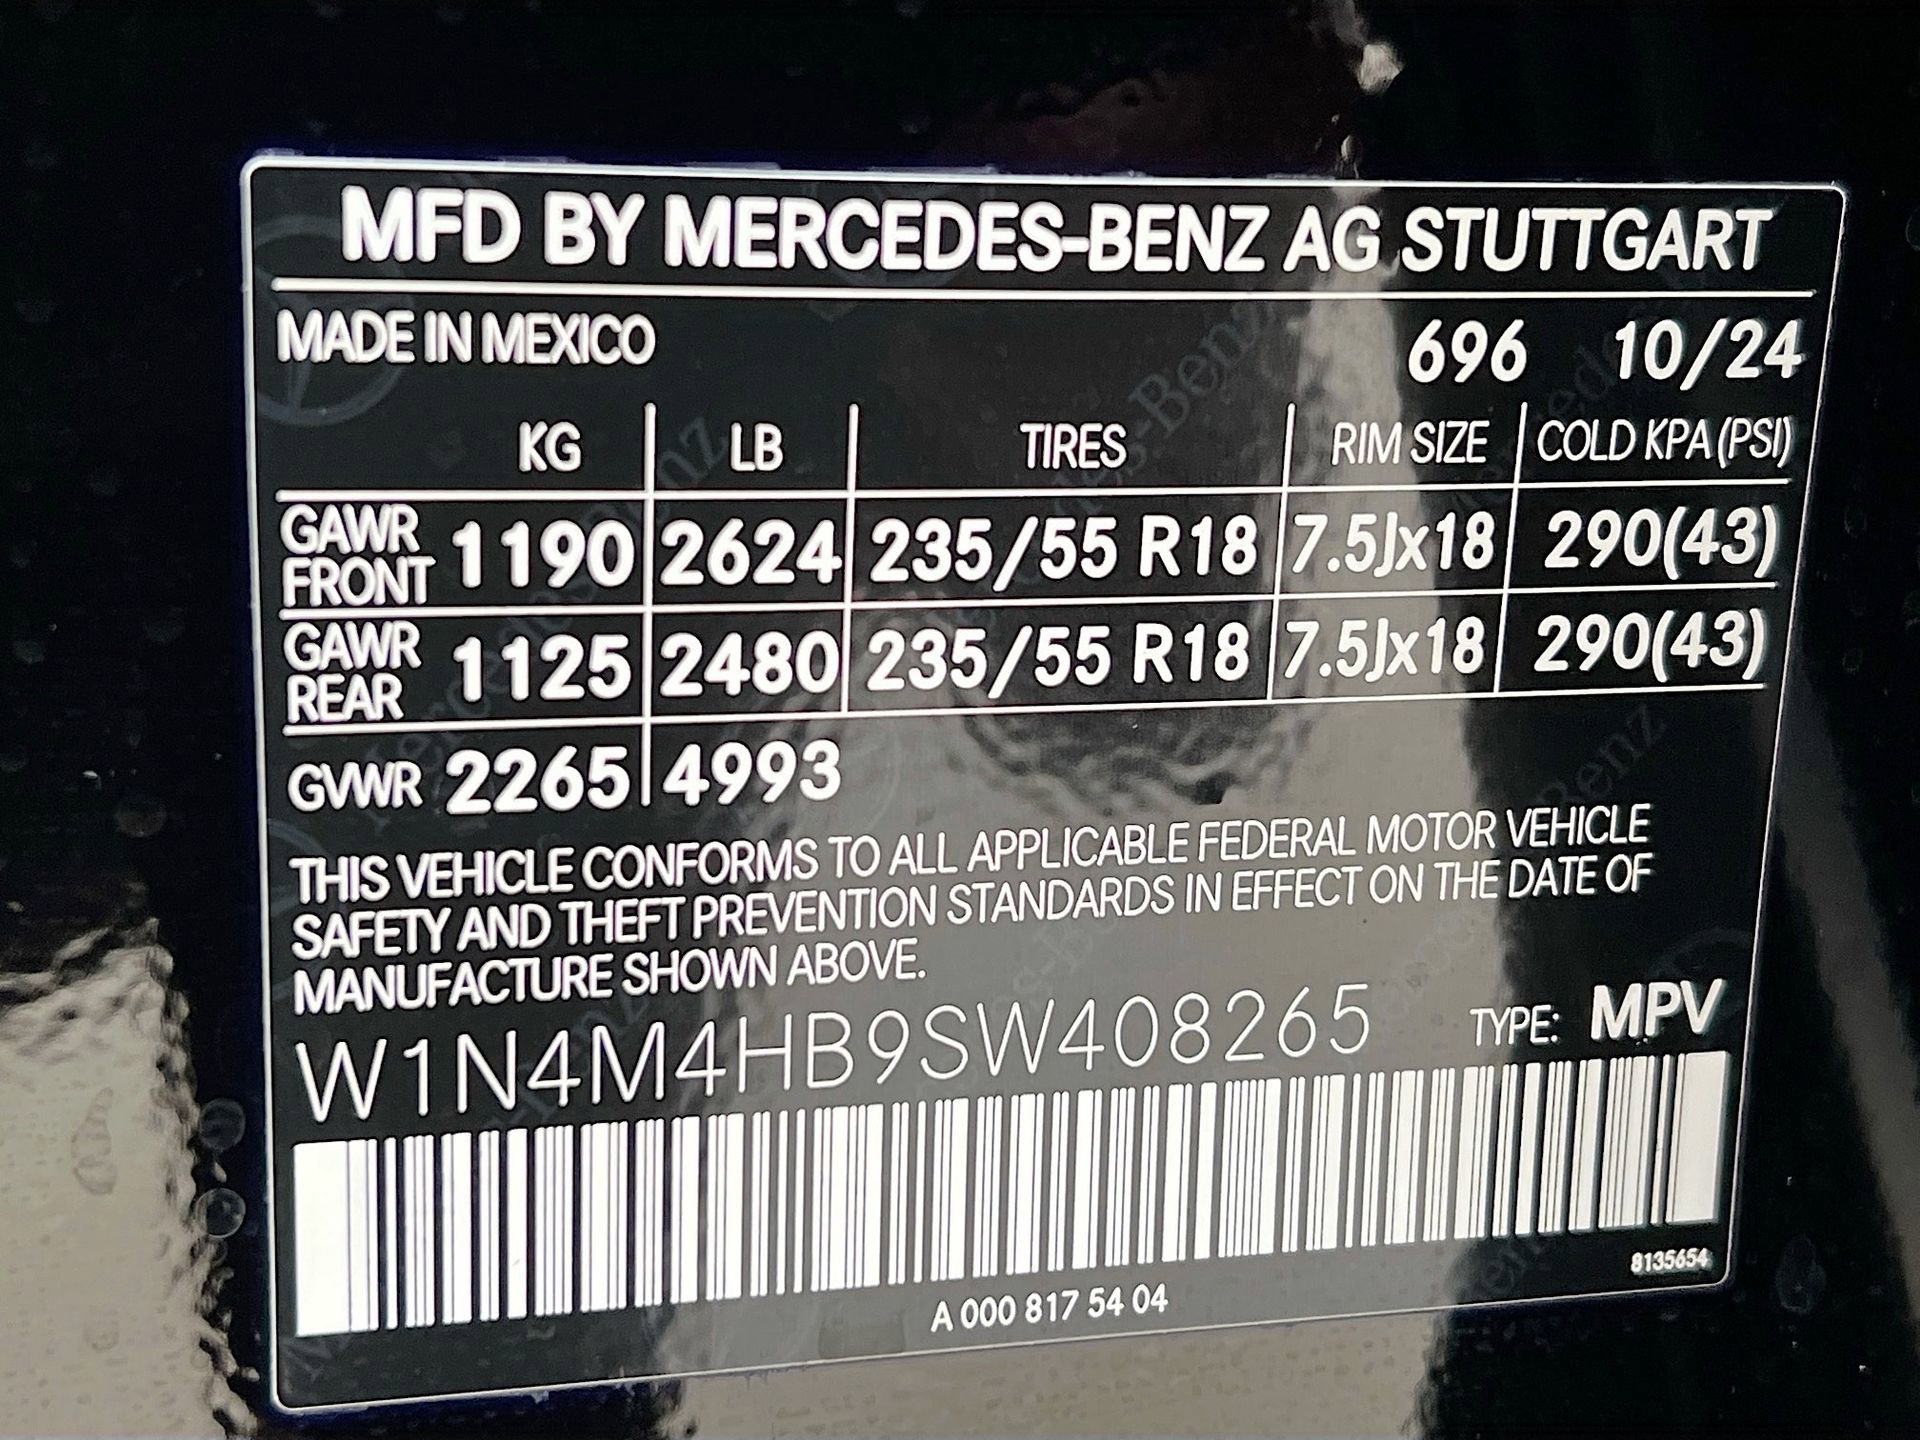 MFD BY MERCEDES-BENZ AG STUTTGART
MADE IN MEXICO 696 10/24
KG LB TIRES RIM SIZE COLD KPA (PSI)
GAWR FRONT 1190 2624 235/55 R18 7.5Jx18 290(43)
GAWR REAR 1125 2480 235/55 R18 7.5Jx18 290(43)
GVWR 2265 4993
THIS VEHICLE CONFORMS TO ALL APPLICABLE FEDERAL MOTOR VEHICLE
SAFETY AND THEFT PREVENTION STANDARDS IN EFFECT ON THE DATE OF
MANUFACTURE SHOWN ABOVE.
W1N4M4HB9SW408265 TYPE: MPV
8135654
A 000 817 54 04